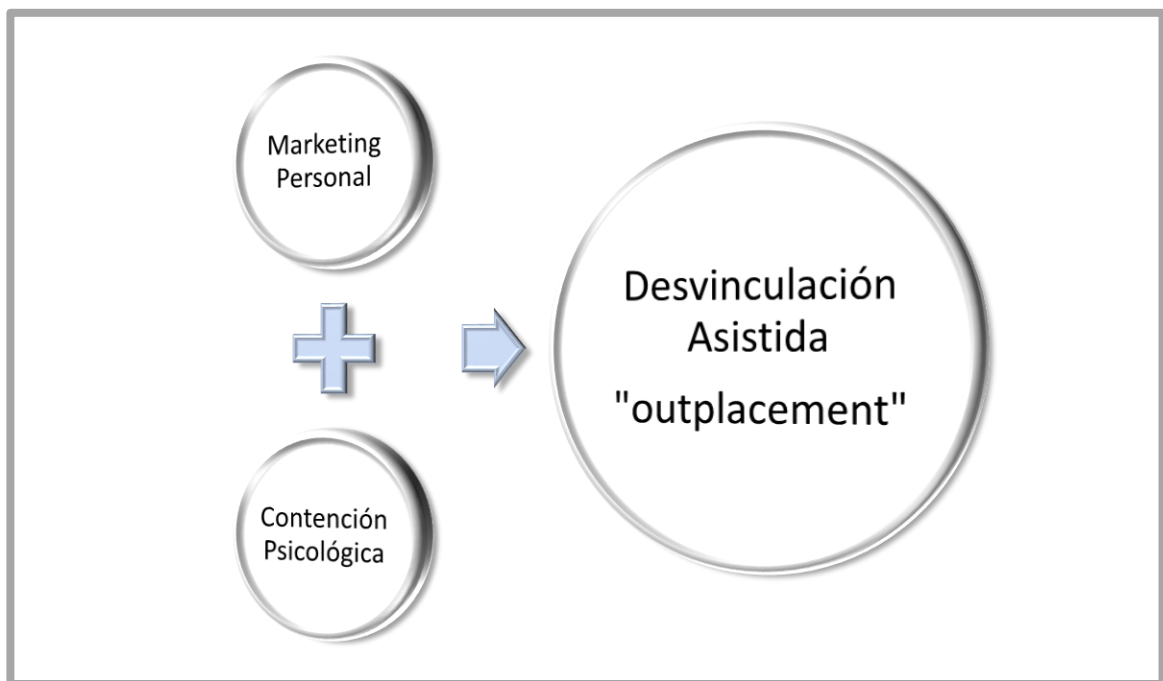 Marketing
Personal
Contención
Psicológica
Desvinculación
Asistida
"outplacement"